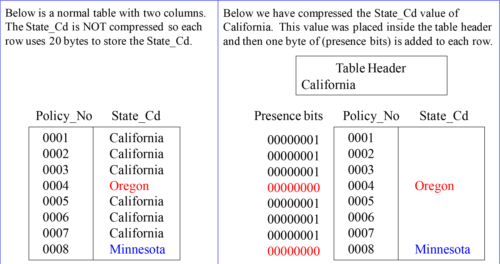 Below is a normal table with two columns.
The State_Cd is NOT compressed so each
row uses 20 bytes to store the State_Cd.
Policy_No State_Cd
0001 California
0002 California
0003 California
0004 Oregon
0005 California
0006 California
0007 California
0008 Minnesota
Below we have compressed the State_Cd value of
California. This value was placed inside the table header
and then one byte of (presence bits) is added to each row.
Table Header
California
Presence bits Policy_No State_Cd
00000001 0001
00000001 0002
00000001 0003
00000000 0004 Oregon
00000001 0005
00000001 0006
00000001 0007
00000000 0008 Minnesota